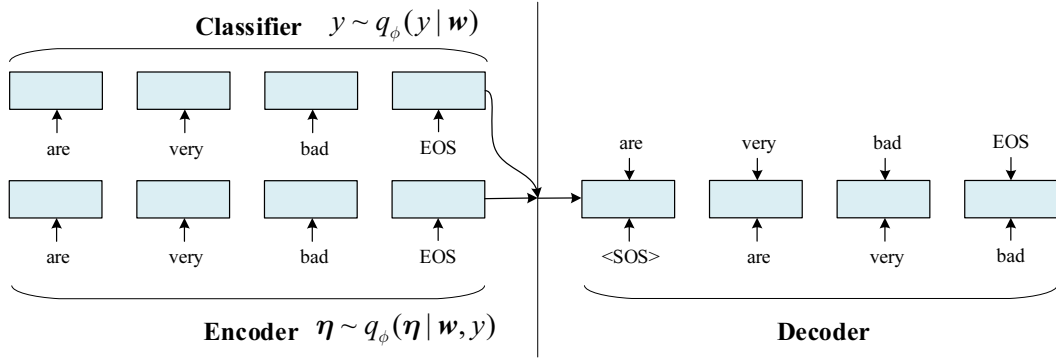 Classifier y ~ q_ϕ(y | w)
are very bad EOS
are very bad EOS
are very bad EOS
<SOS> are very bad
Encoder η ~ q_ϕ(η | w, y)
Decoder